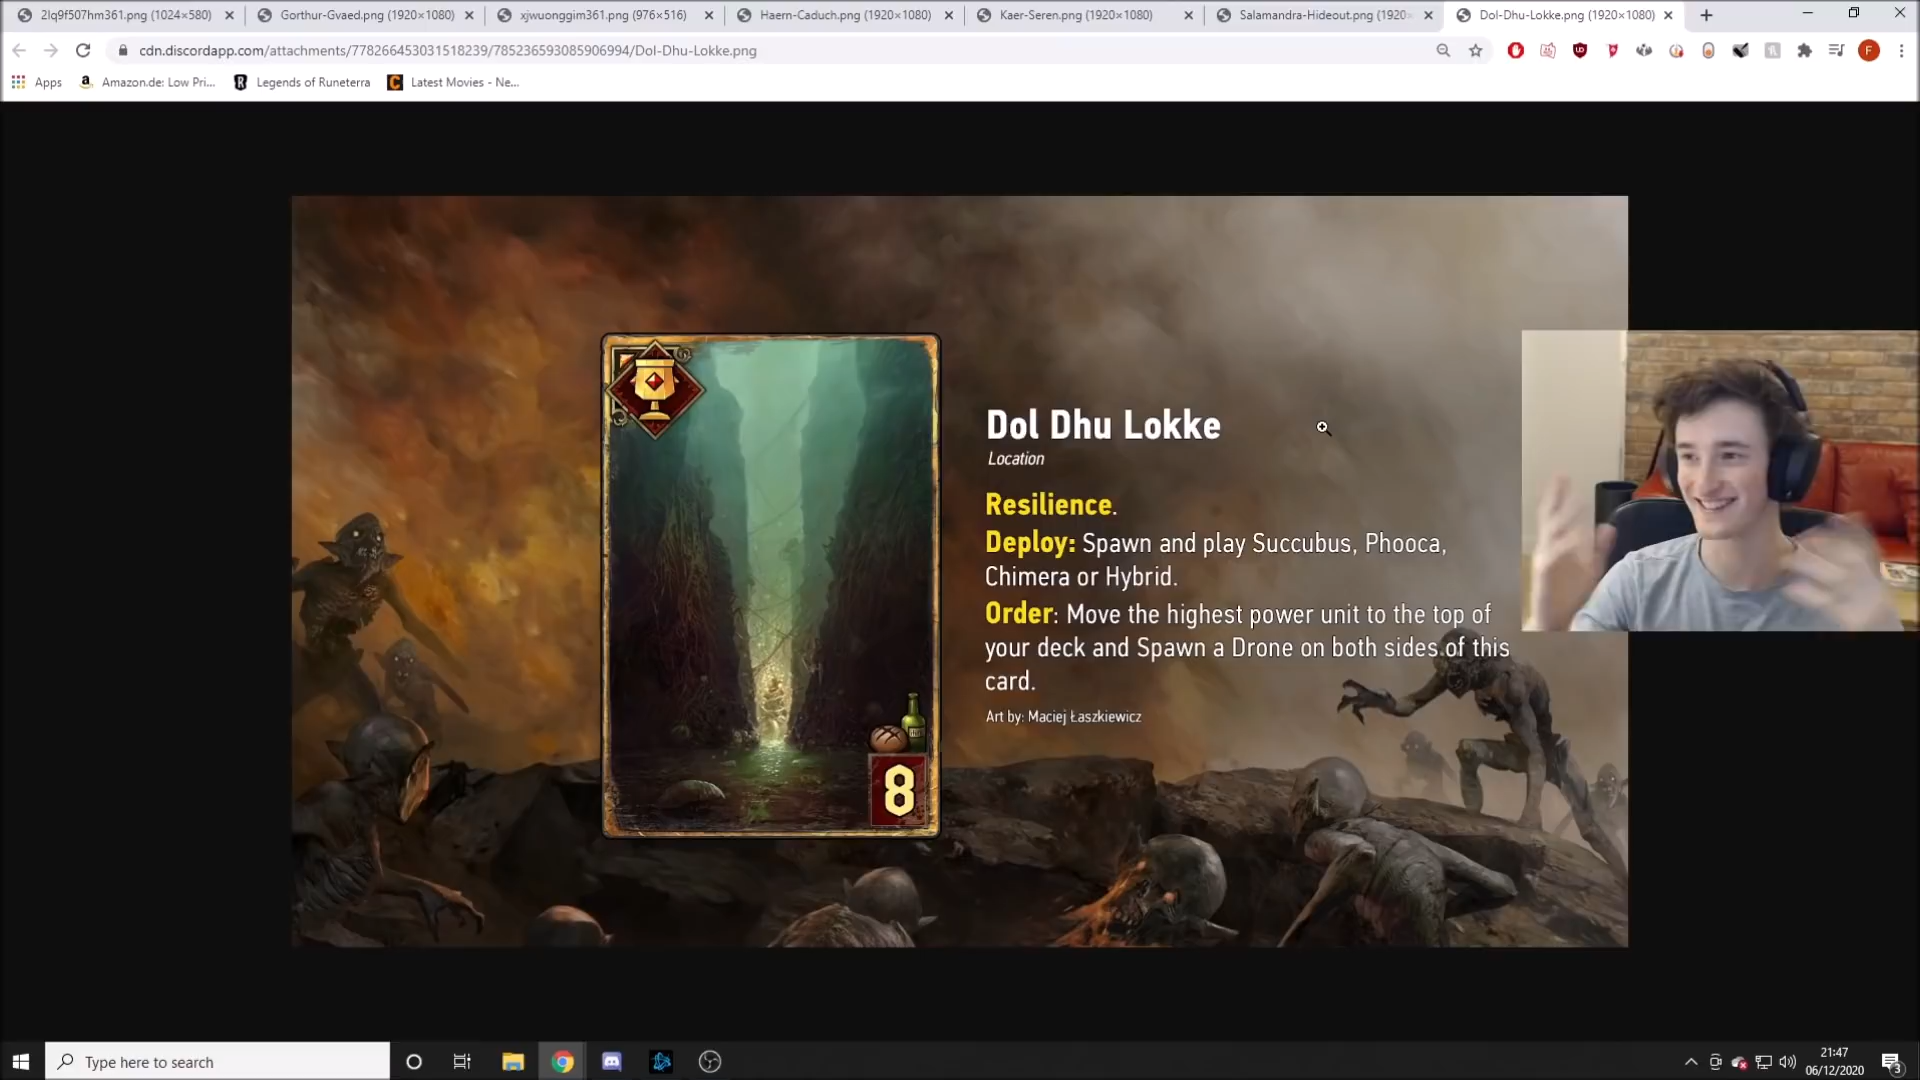 2lq9f507hm361.png (1024×580)
Gorthur-Gvaed.png (1920×1080)
xjwuonggim361.png (976×516)
Haern-Caduch.png (1920×1080)
Kaer-Seren.png (1920×1080)
Salamandra-Hideout.png (1920×
Dol-Dhu-Lokke.png (1920×1080)
cdn.discordapp.com/attachments/778266453031518239/785236593085906994/Dol-Dhu-Lokke.png
F
Apps
Amazon.de: Low Pri...
Legends of Runeterra
Latest Movies - Ne...
Dol Dhu Lokke
Location
Resilience.
Deploy: Spawn and play Succubus, Phooca,
Chimera or Hybrid.
Order: Move the highest power unit to the top of
your deck and Spawn a Drone on both sides of this
card.
Art by: Maciej Łaszkiewicz
8
Type here to search
21:47
06/12/2020
3